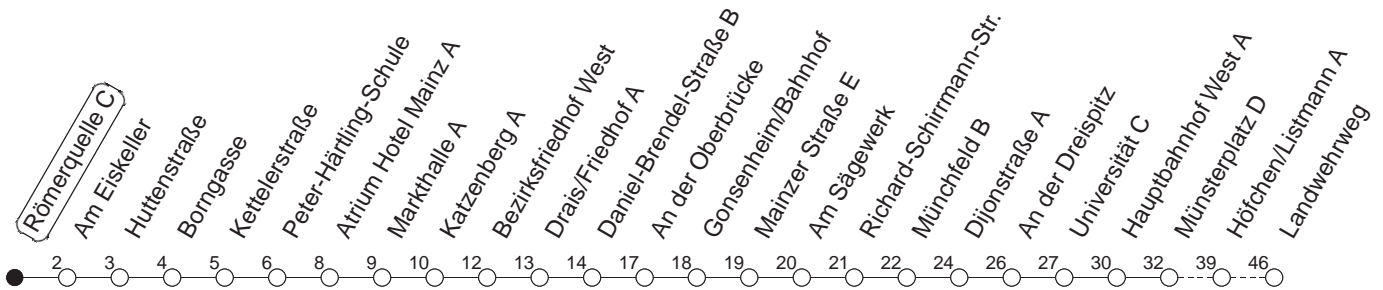 Römerquelle C
Am Eiskeller
Huttenstraße
Borngasse
Kettelerstraße
Peter-Härtling-Schule
Atrium Hotel Mainz A
Markthalle A
Katzenberg A
Bezirksfriedhof West
Drais/Friedhof A
Daniel-Brendel-Straße B
An der Oberbrücke
Gonsenheim/Bahnhof
Mainzer Straße E
Am Sägewerk
Richard-Schirrmann-Str.
Münchfeld B
Dijonstraße A
An der Dreispitz
Universität C
Hauptbahnhof West A
Münsterplatz D
Höfchen/Listmann A
Landwehrweg
2 3 4 5 6 8 9 10 12 13 14 17 18 19 20 21 22 24 26 27 30 32 39 46